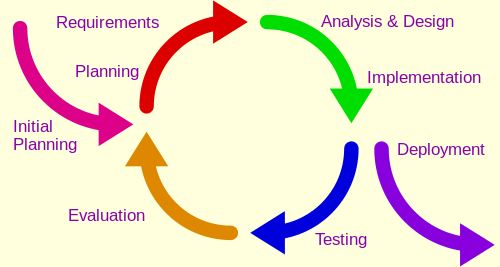 Requirements
Analysis & Design
Planning
Implementation
Initial
Planning
Deployment
Evaluation
Testing